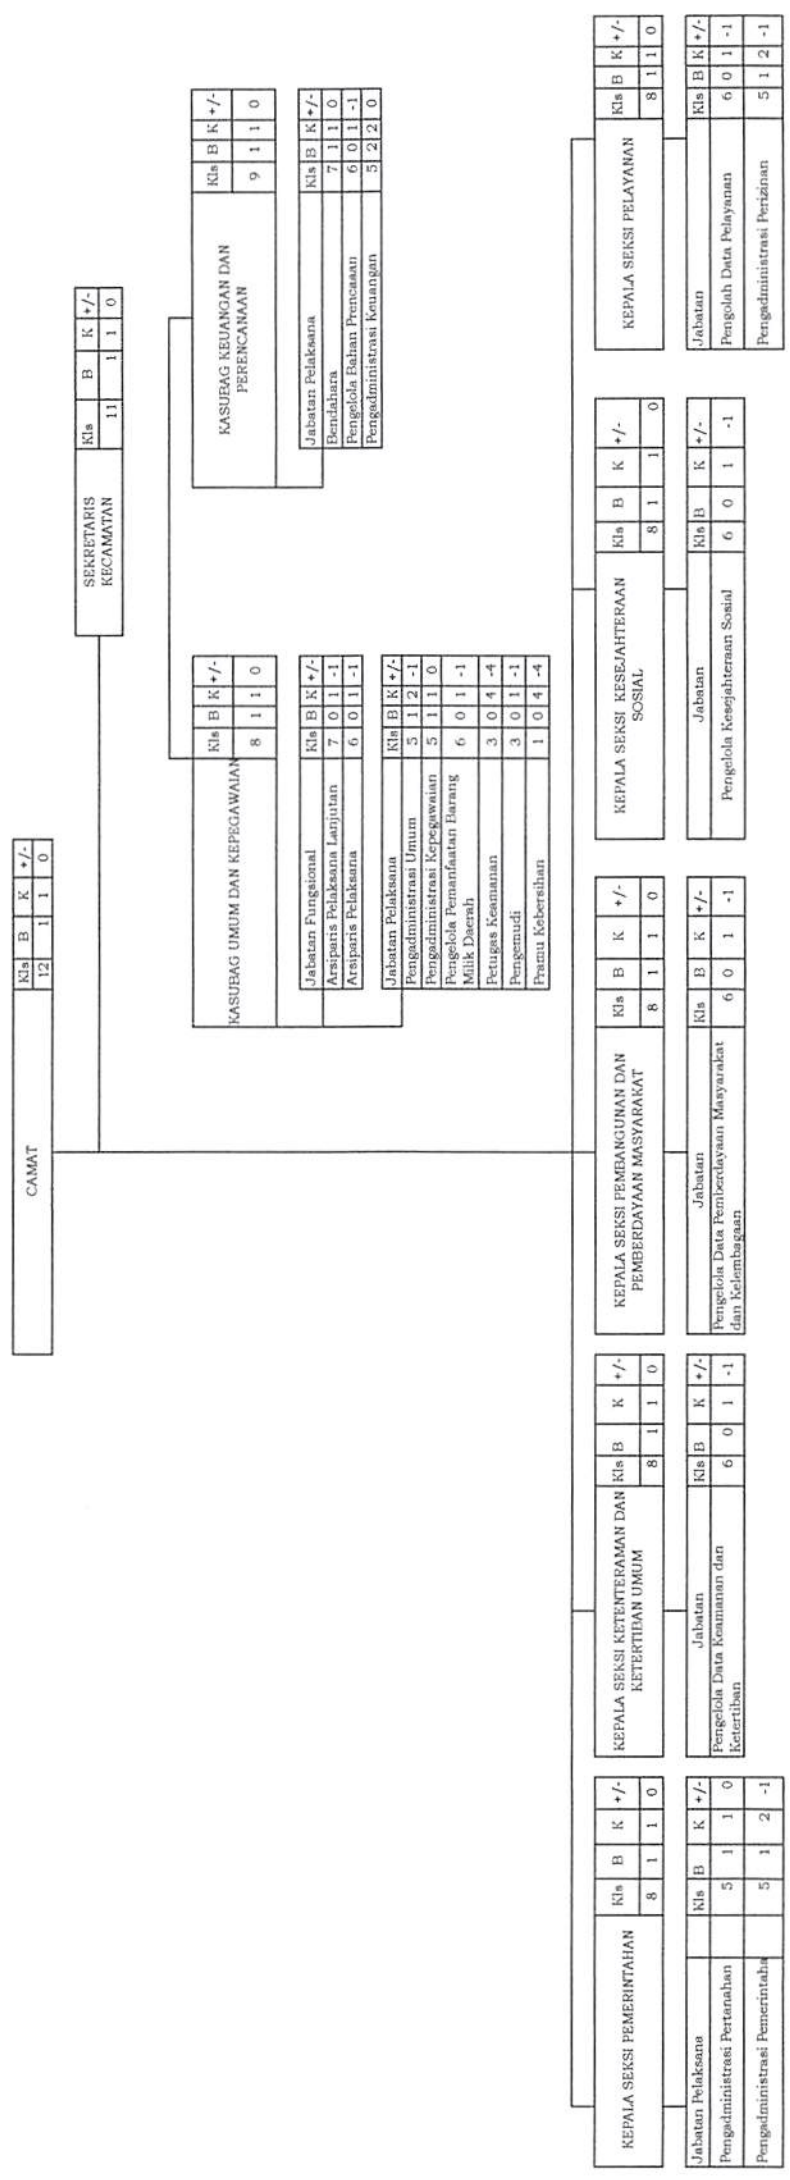 CAMAT
Kls B K +/-
12 1 1 0
SEKRETARIS
KECAMATAN
Kls B K +/-
11 1 1 0
KASUBAG UMUM DAN KEPEGAWAIAN
Kls B K +/-
8 1 1 0
Jabatan Fungsional Kls B K +/-
Arsiparis Pelaksana Lanjutan 7 0 1 -1
Arsiparis Pelaksana 6 0 1 -1
Jabatan Pelaksana Kls B K +/-
Pengadministrasi Umum 5 1 2 -1
Pengadministrasi Kepegawaian 5 1 1 0
Pengelola Pemanfaatan Barang
Milik Daerah 6 0 1 -1
Petugas Keamanan 3 0 4 -4
Pengemudi 3 0 1 -1
Pramu Kebersihan 1 0 4 -4
KASUBAG KEUANGAN DAN
PERENCANAAN
Kls B K +/-
9 1 1 0
Jabatan Pelaksana Kls B K +/-
Bendahara 7 1 1 0
Pengelola Bahan Prencaaan 6 0 1 -1
Pengadministrasi Keuangan 5 2 2 0
KEPALA SEKSI PEMERINTAHAN
Kls B K +/-
8 1 1 0
Jabatan Pelaksana Kls B K +/-
Pengadministrasi Pertanahan 5 1 1 0
Pengadministrasi Pemerintaha 5 1 2 -1
KEPALA SEKSI KETENTERAMAN DAN
KETERTIBAN UMUM
Kls B K +/-
8 1 1 0
Jabatan Kls B K +/-
Pengelola Data Keamanan dan
Ketertiban 6 0 1 -1
KEPALA SEKSI PEMBANGUNAN DAN
PEMBERDAYAAN MASYARAKAT
Kls B K +/-
8 1 1 0
Jabatan Kls B K +/-
Pengelola Data Pemberdayaan Masyarakat
dan Kelembagaan 6 0 1 -1
KEPALA SEKSI KESEJAHTERAAN
SOSIAL
Kls B K +/-
8 1 1 0
Jabatan Kls B K +/-
Pengelola Kesejahteraan Sosial 6 0 1 -1
KEPALA SEKSI PELAYANAN
Kls B K +/-
8 1 1 0
Jabatan Kls B K +/-
Pengolah Data Pelayanan 6 0 1 -1
Pengadministrasi Perizinan 5 1 2 -1